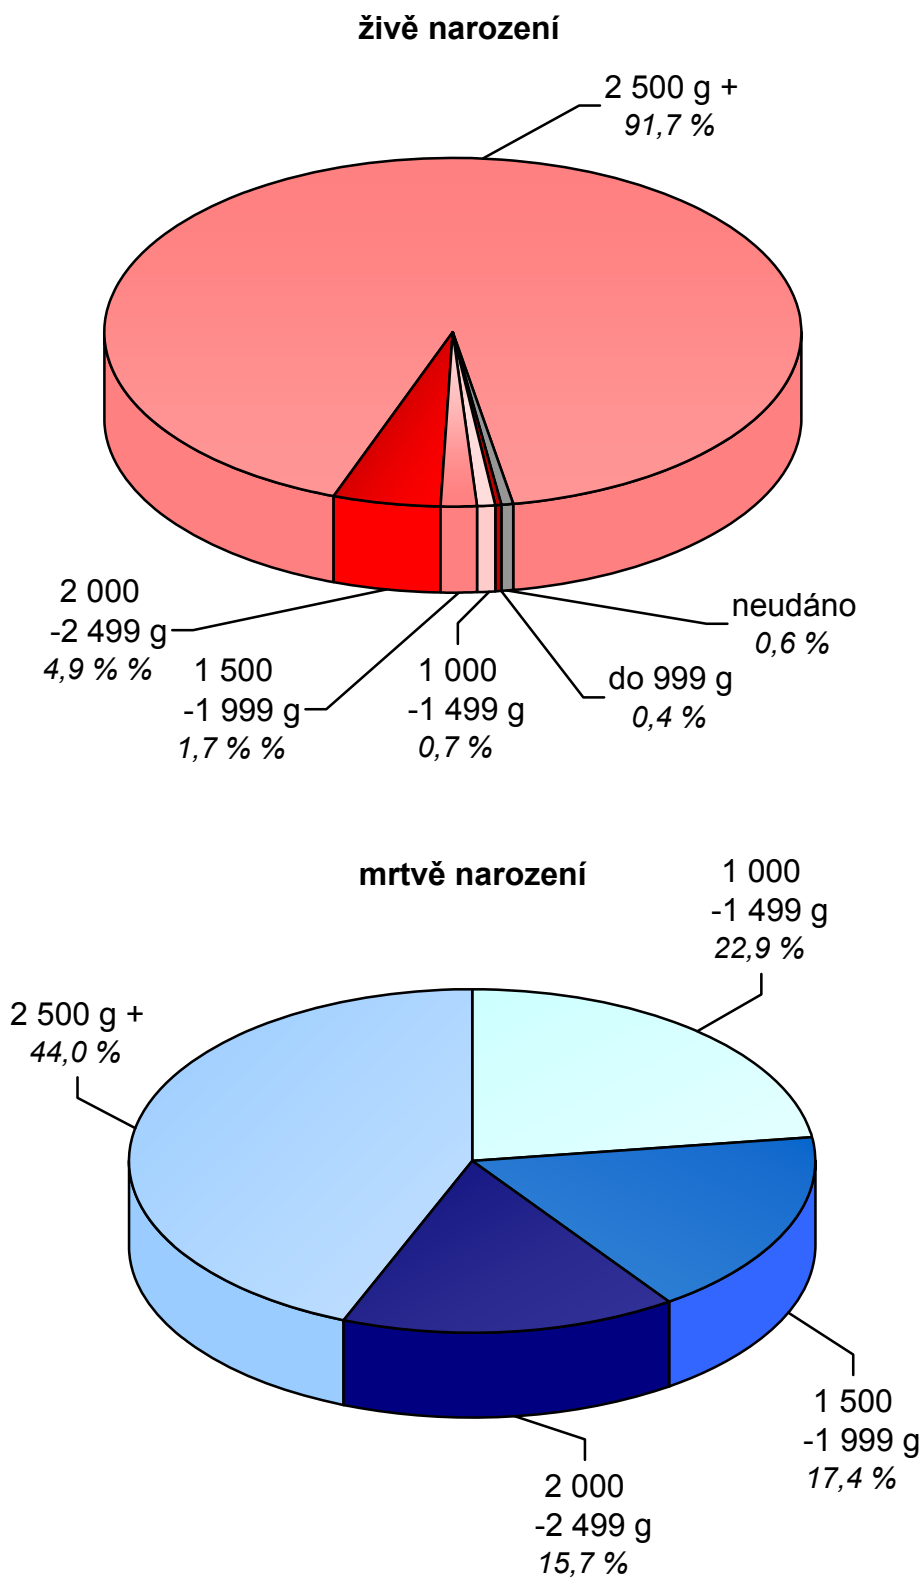 živě narození
2 500 g +
91,7 %
2 000
-2 499 g
4,9 % %
1 500
-1 999 g
1,7 % %
1 000
-1 499 g
0,7 %
do 999 g
0,4 %
neudáno
0,6 %
mrtvě narození
1 000
-1 499 g
22,9 %
2 500 g +
44,0 %
1 500
-1 999 g
17,4 %
2 000
-2 499 g
15,7 %